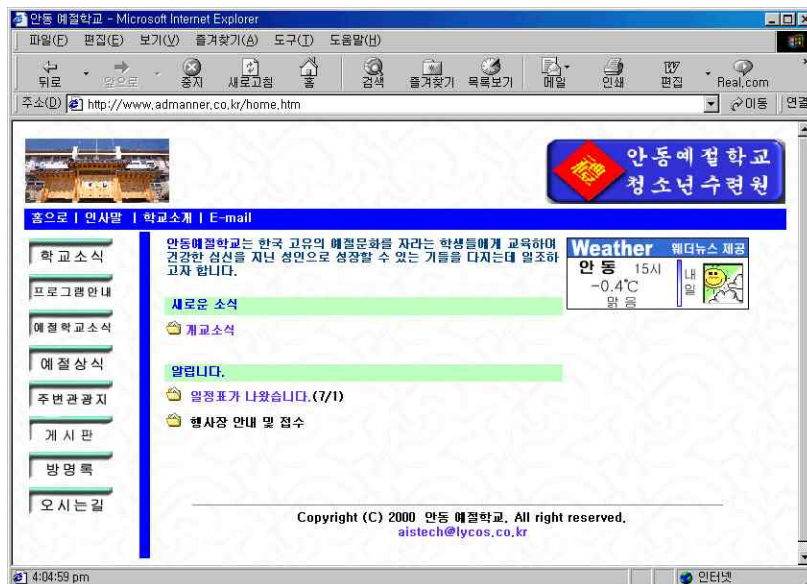 안동 예절학교 - Microsoft Internet Explorer
파일(F) 편집(E) 보기(V) 즐겨찾기(A) 도구(T) 도움말(H)
뒤로 앞으로 중지 새로고침 홈 검색 즐겨찾기 목록보기 메일 인쇄 편집 Real.com
주소(D) http://www.admanner.co.kr/home.htm 이동 연결
禮
안동예절학교
청소년수련원
홈으로 | 인사말 | 학교소개 | E-mail
학교소식
프로그램안내
예절학교소식
예절상식
주변관광지
게시판
방명록
오시는길
안동예절학교는 한국 고유의 예절문화를 자라는 학생들에게 교육하며
건강한 심신을 지닌 성인으로 성장할 수 있는 기틀을 다지는데 일조하
고자 합니다.
Weather 웨더뉴스 제공
안동 15시
-0.4℃
맑음
내일
새로운 소식
개교소식
알립니다.
일정표가 나왔습니다.(7/1)
행사장 안내 및 접수
Copyright (C) 2000 안동 예절학교. All right reserved.
aistech@lycos.co.kr
4:04:59 pm
인터넷